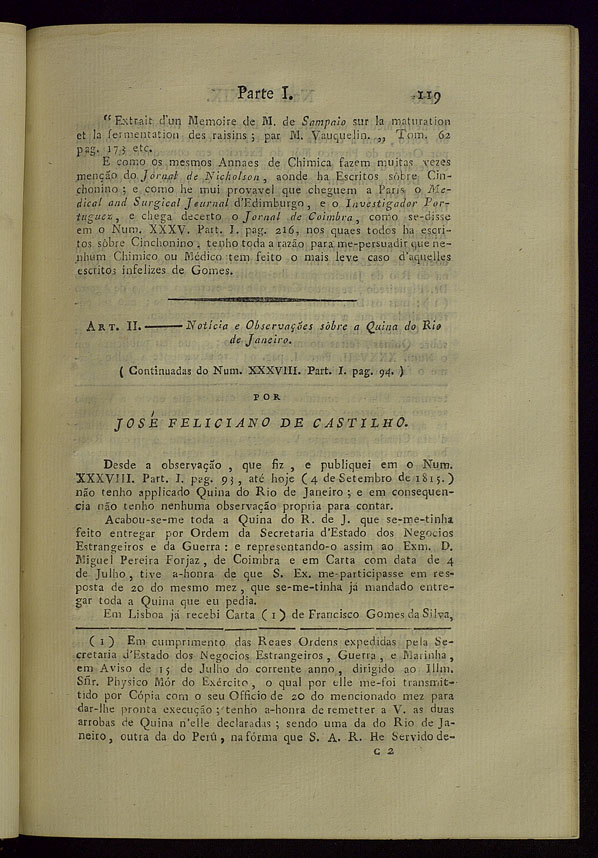 Parte I. 119
“ Extrait d'un Memoire de M. de Sampaio sur la maturation
et la fermentation des raisins ; par M. Vauquelin. „ Tom. 62
pag. 173 etc.
E como os mesmos Annaes de Chimica fazem muitas vezes
menção do Jornal de Nicholson, aonde ha Escritos sôbre Cin-
chonino ; e como he mui provavel que cheguem a Paris o Me-
dical and Surgical Journal d'Edimburgo, e o Investigador Por-
tuguez, e chega decerto o Jornal de Coimbra, como se-disse
em o Num. XXXV. Part. I. pag. 216, nos quaes todos ha escri-
tos sôbre Cinchonino, tenho toda a razão para me-persuadir que ne-
nhum Chimico ou Médico tem feito o mais leve caso d'aquelles
escritos infelizes de Gomes.
ART. II. — Noticia e Observações sôbre a Quina do Rio
de Janeiro.
( Continuadas do Num. XXXVIII. Part. I. pag. 94. )
POR
JOSÉ FELICIANO DE CASTILHO.
Desde a observação , que fiz , e publiquei em o Num.
XXXVIII. Part. I. pag. 93, até hoje ( 4 de Setembro de 1815. )
não tenho applicado Quina do Rio de Janeiro ; e em consequen-
cia não tenho nenhuma observação propria para contar.
Acabou-se-me toda a Quina do R. de J. que se-me-tinha
feito entregar por Ordem da Secretaria d'Estado dos Negocios
Estrangeiros e da Guerra : e representando-o assim ao Exm. D.
Miguel Pereira Forjaz, de Coimbra e em Carta com data de 4
de Julho, tive a-honra de que S. Ex. me-participasse em res-
posta de 20 do mesmo mez, que se-me-tinha já mandado entre-
gar toda a Quina que eu pedia.
Em Lisboa já recebi Carta ( 1 ) de Francisco Gomes da Silva,
( 1 ) Em cumprimento das Reaes Ordens expedidas pela Se-
cretaria d'Estado dos Negocios Estrangeiros, Guerra, e Marinha,
em Aviso de 15 de Julho do corrente anno, dirigido ao Illm.
Sñr. Physico Mór do Exército, o qual por elle me-foi transmit-
tido por Cópia com o seu Officio de 20 do mencionado mez para
dar-lhe pronta execução ; tenho a-honra de remetter a V. as duas
arrobas de Quina n'elle declaradas ; sendo uma da do Rio de Ja-
neiro, outra da do Perú, na fórma que S. A. R. He Servido de-
C 2